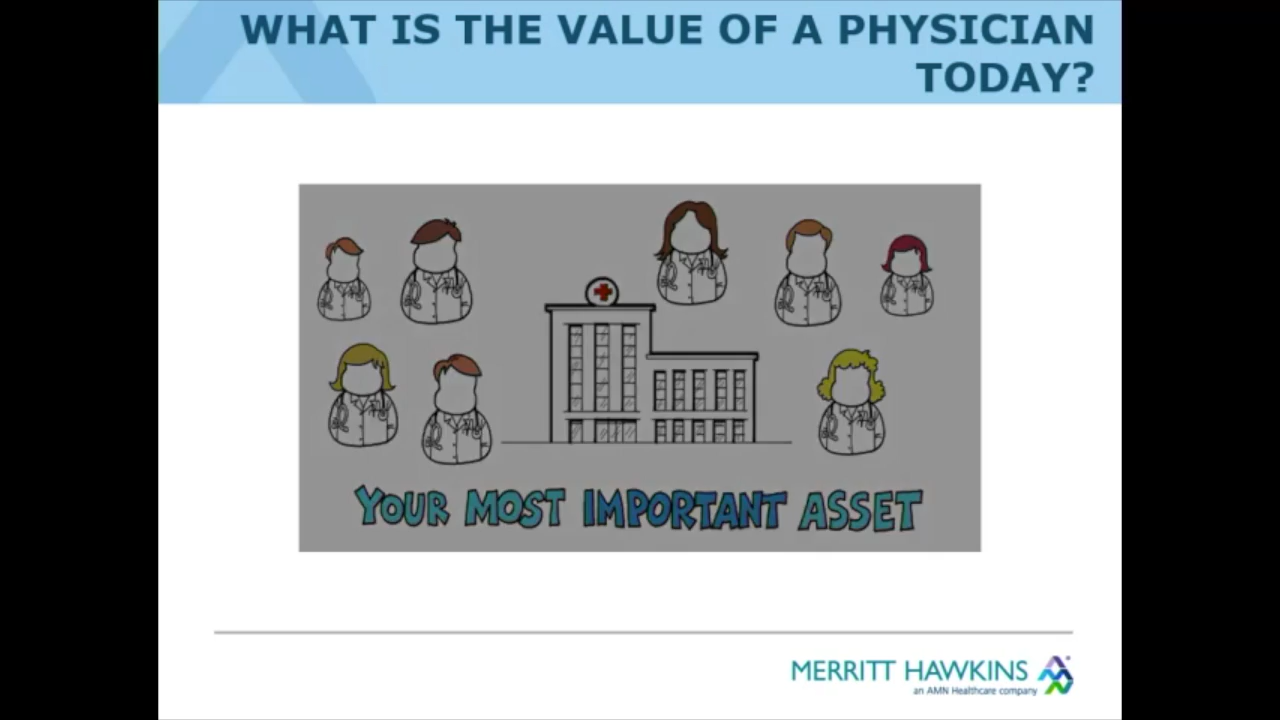 WHAT IS THE VALUE OF A PHYSICIAN
TODAY?
YOUR MOST IMPORTANT ASSET
MERRITT HAWKINS
an AMN Healthcare company